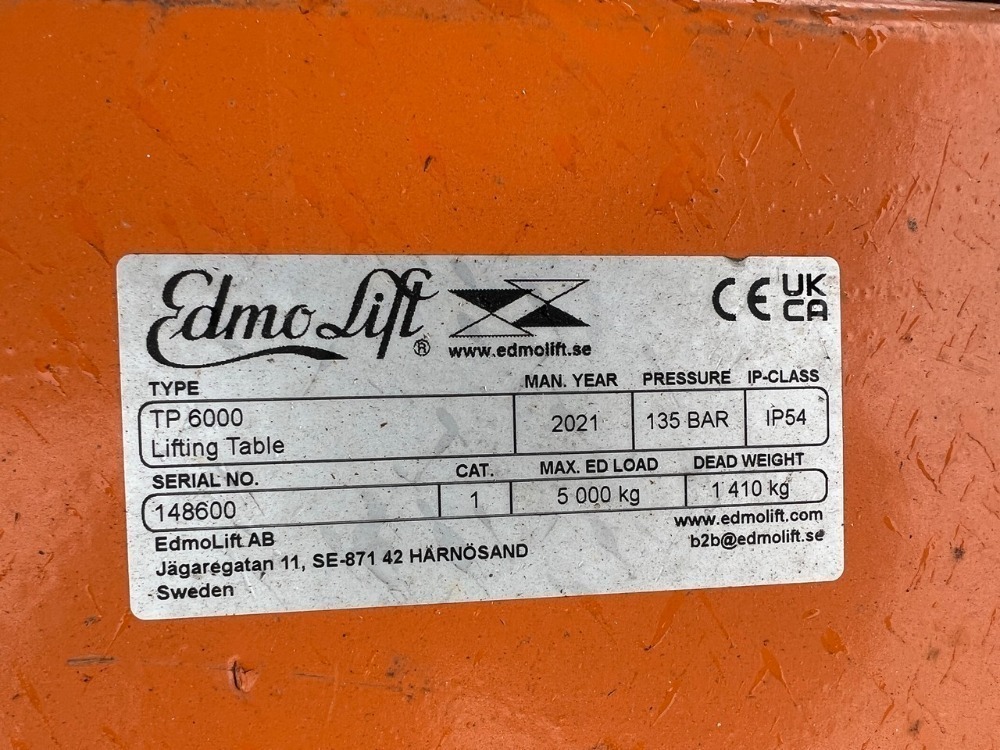 Edmo Lift ®
www.edmolift.se
CE UK CA
TYPE MAN. YEAR PRESSURE IP-CLASS
TP 6000 2021 135 BAR IP54
Lifting Table
SERIAL NO. CAT. MAX. ED LOAD DEAD WEIGHT
148600 1 5 000 kg 1 410 kg
EdmoLift AB www.edmolift.com
Jägaregatan 11, SE-871 42 HÄRNÖSAND b2b@edmolift.se
Sweden